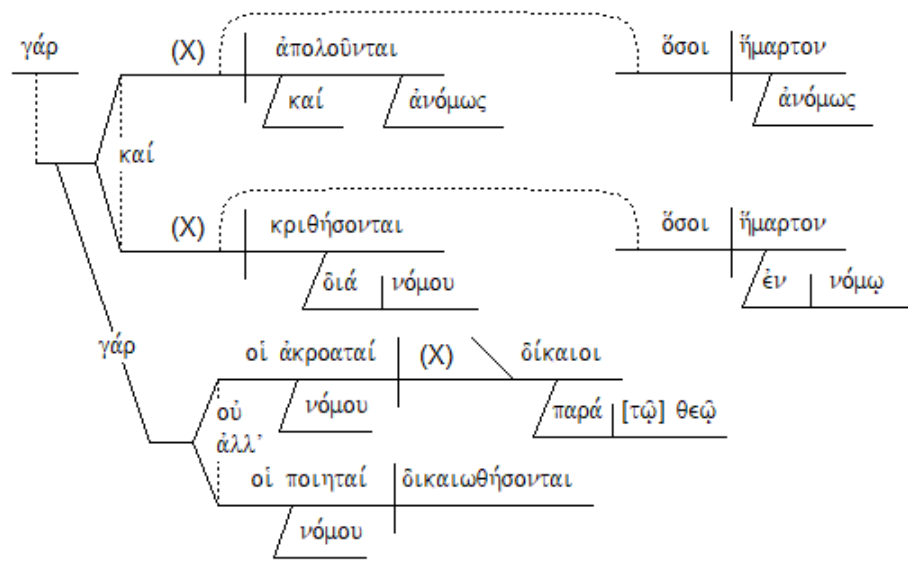 γάρ (X) ἀπολοῦνται ὅσοι ἥμαρτον
καί ἀνόμως ἀνόμως
καί
(X) κριθήσονται ὅσοι ἥμαρτον
διά νόμου ἐν νόμῳ
γάρ οἱ ἀκροαταί (X) δίκαιοι
νόμου παρά [τῷ] θεῷ
οὐ
ἀλλ’
οἱ ποιηταί δικαιωθήσονται
νόμου